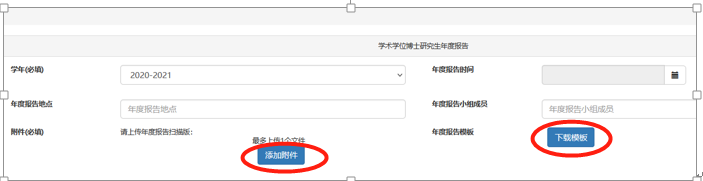 学术学位博士研究生年度报告
学年(必填) 2020-2021 年度报告时间
年度报告地点 年度报告地点 年度报告小组成员 年度报告小组成员
附件(必填) 请上传年度报告扫描版: 年度报告模板 下载模板
最多上传1个文件
添加附件